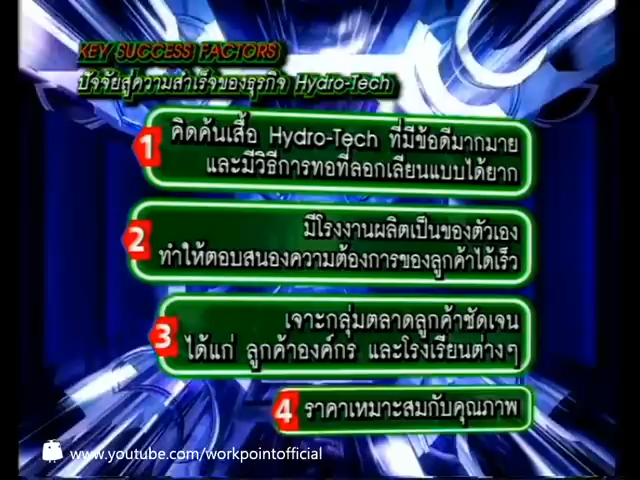 KEY SUCCESS FACTORS
ปัจจัยสู่ความสำเร็จของธุรกิจ Hydro-Tech
1 คิดค้นเสื้อ Hydro-Tech ที่มีข้อดีมากมาย
และมีวิธีการทอที่ลอกเลียนแบบได้ยาก
2 มีโรงงานผลิตเป็นของตัวเอง
ทำให้ตอบสนองความต้องการของลูกค้าได้เร็ว
3 เจาะกลุ่มตลาดลูกค้าชัดเจน
ได้แก่ ลูกค้าองค์กร และโรงเรียนต่างๆ
4 ราคาเหมาะสมกับคุณภาพ
www.youtube.com/workpointofficial